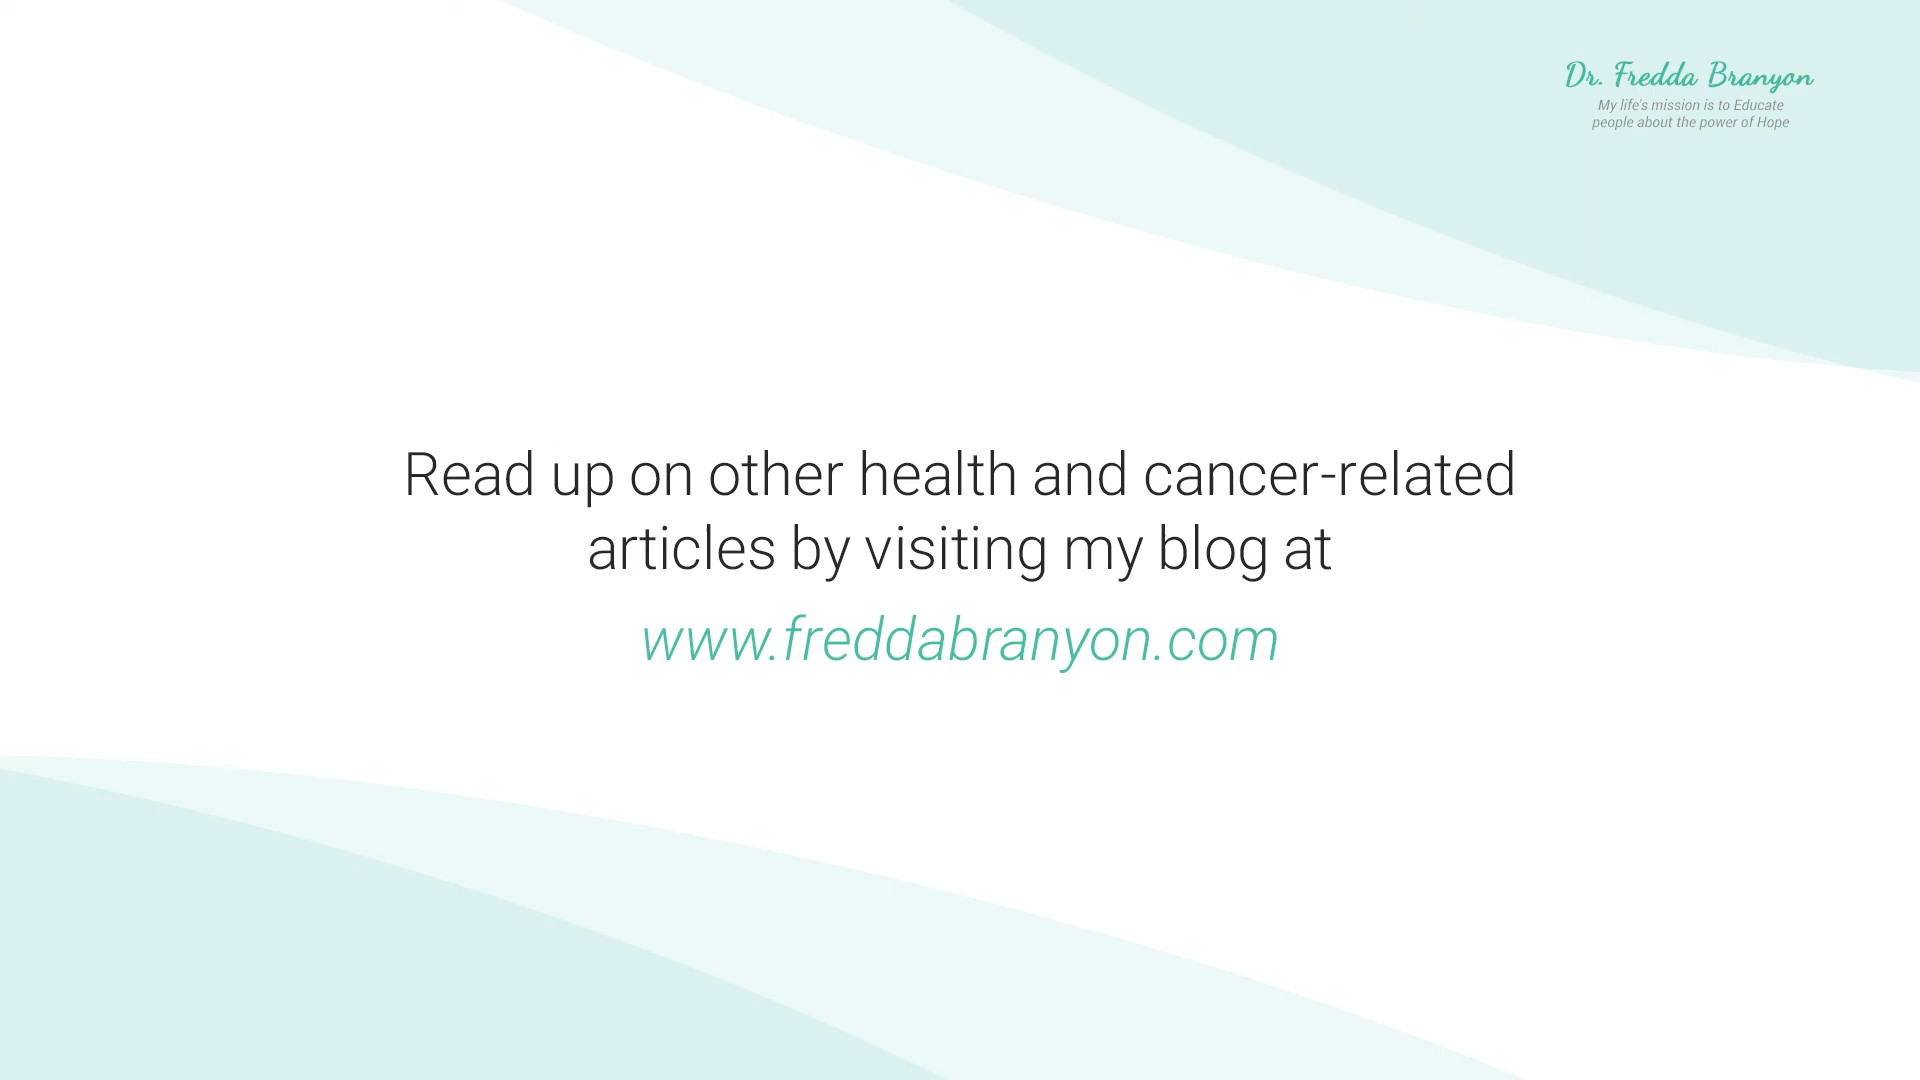 Dr. Fredda Branyon
My life's mission is to Educate
people about the power of Hope
Read up on other health and cancer-related
articles by visiting my blog at
www.freddabranyon.com